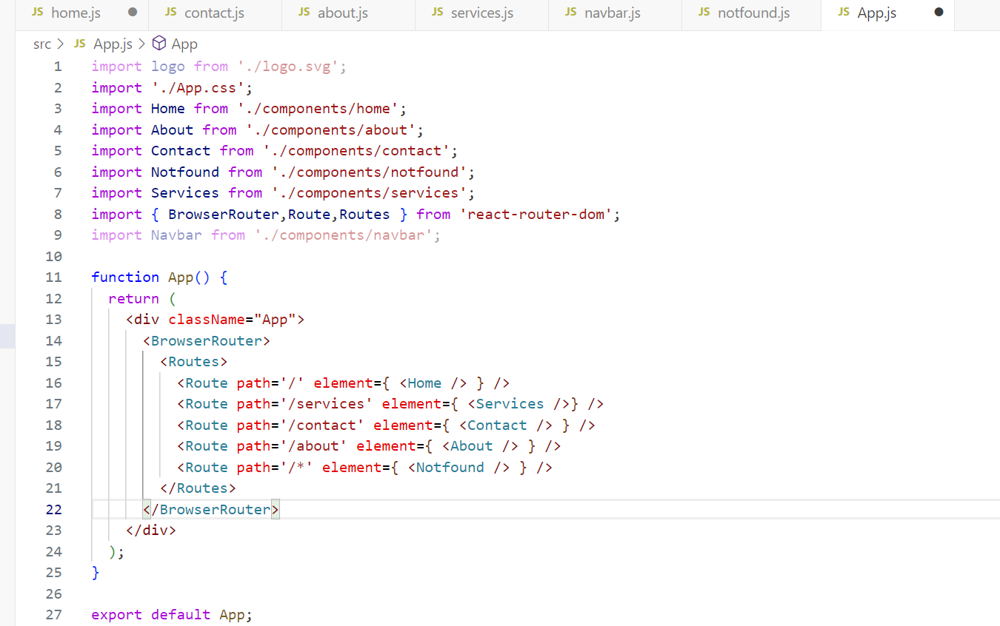 JS home.js JS contact.js JS about.js JS services.js JS navbar.js JS notfound.js JS App.js
src > JS App.js > App
1 import logo from './logo.svg';
2 import './App.css';
3 import Home from './components/home';
4 import About from './components/about';
5 import Contact from './components/contact';
6 import Notfound from './components/notfound';
7 import Services from './components/services';
8 import { BrowserRouter,Route,Routes } from 'react-router-dom';
9 import Navbar from './components/navbar';
10
11 function App() {
12   return (
13     <div className="App">
14       <BrowserRouter>
15         <Routes>
16           <Route path='/' element={ <Home /> } />
17           <Route path='/services' element={ <Services />} />
18           <Route path='/contact' element={ <Contact /> } />
19           <Route path='/about' element={ <About /> } />
20           <Route path='/*' element={ <Notfound /> } />
21         </Routes>
22       </BrowserRouter>
23     </div>
24   );
25 }
26
27 export default App;